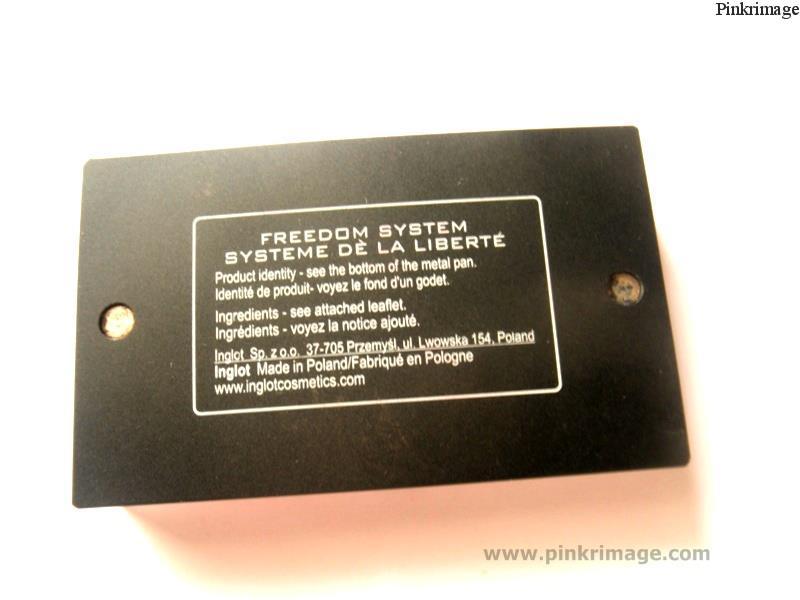 Pinkrimage
FREEDOM SYSTEM
SYSTEME DÈ LA LIBERTÉ
Product identity - see the bottom of the metal pan.
Identité de produit- voyez le fond d'un godet.
Ingredients - see attached leaflet.
Ingrédients - voyez la notice ajouté.
Inglot Sp. z o.o. 37-705 Przemyśl, ul. Lwowska 154, Poland
Inglot Made in Poland/Fabriqué en Pologne
www.inglotcosmetics.com
www.pinkrimage.com